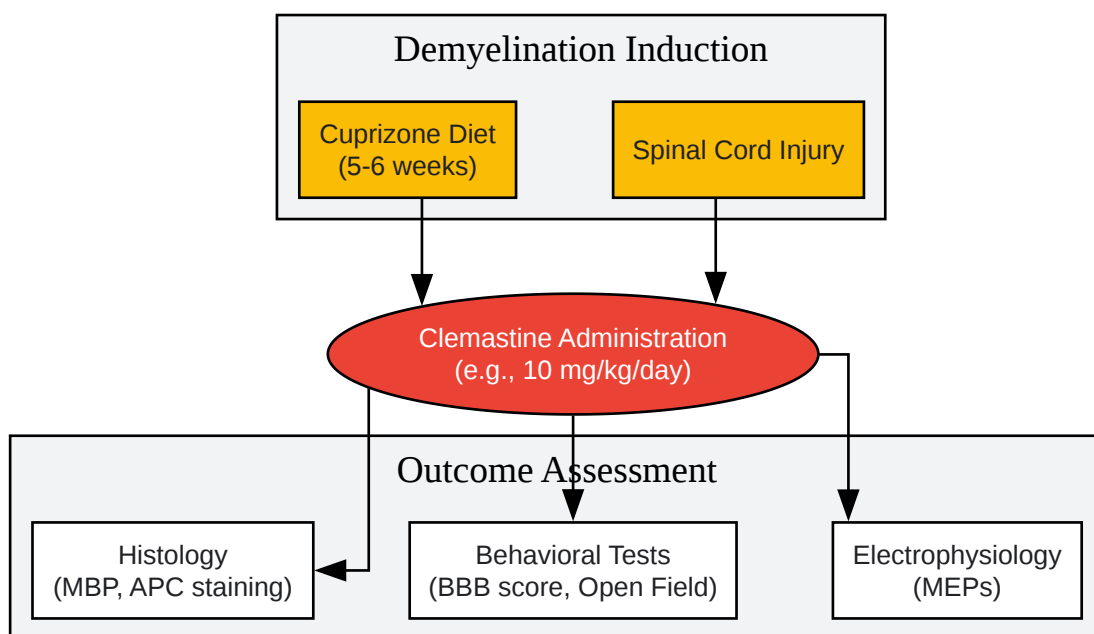 Demyelination Induction
Cuprizone Diet
(5-6 weeks)
Spinal Cord Injury
Clemastine Administration
(e.g., 10 mg/kg/day)
Outcome Assessment
Histology
(MBP, APC staining)
Behavioral Tests
(BBB score, Open Field)
Electrophysiology
(MEPs)